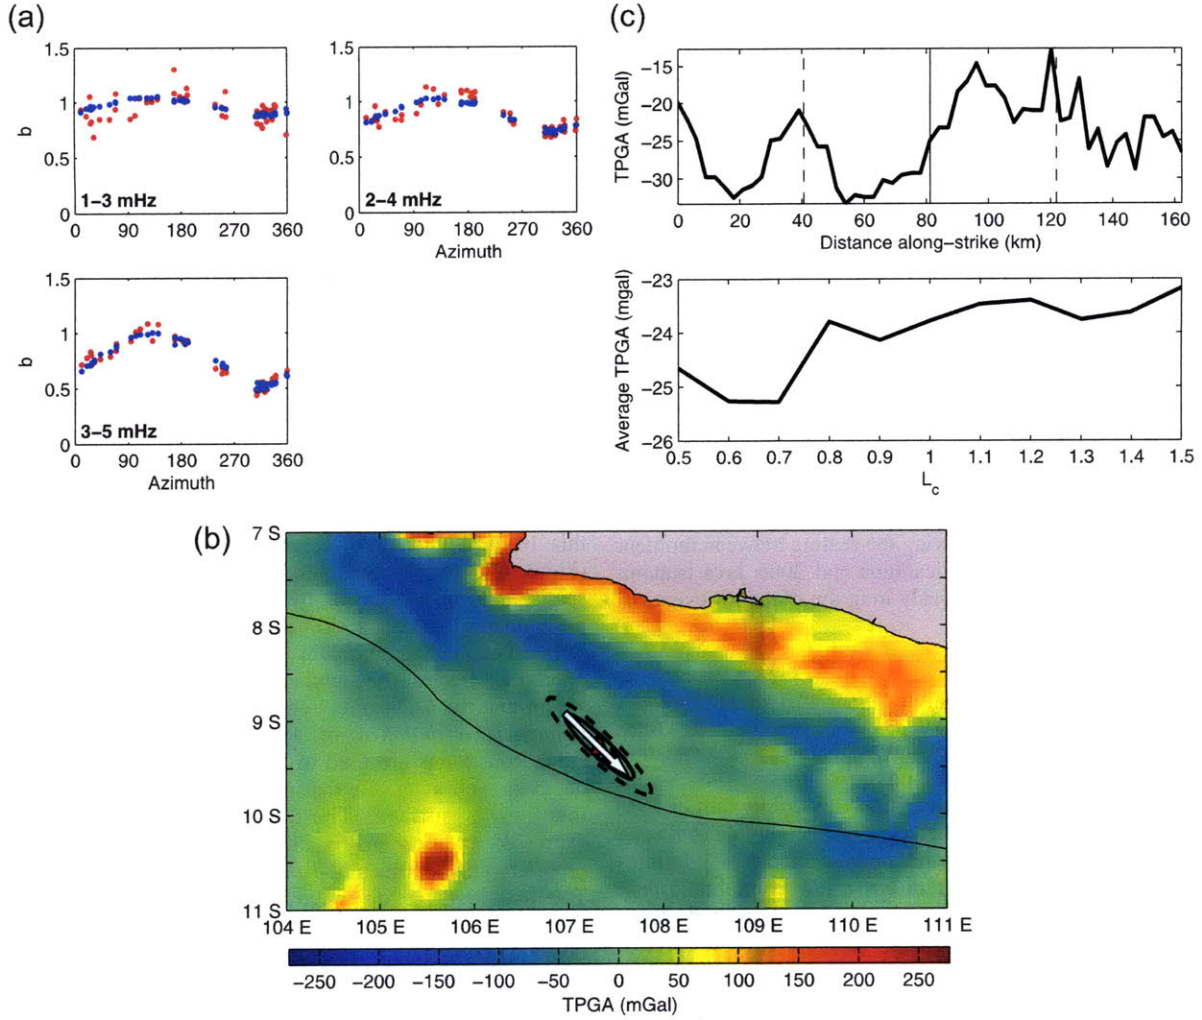 (a)
1.5
1
0.5
0
b
1–3 mHz
0 90 180 270 360
1.5
1
0.5
0
2–4 mHz
0 90 180 270 360
Azimuth
1.5
1
0.5
0
b
3–5 mHz
0 90 180 270 360
Azimuth
(c)
−15
−20
−25
−30
TPGA (mGal)
0 20 40 60 80 100 120 140 160
Distance along–strike (km)
−23
−24
−25
−26
Average TPGA (mgal)
0.5 0.6 0.7 0.8 0.9 1 1.1 1.2 1.3 1.4 1.5
Lc
(b)
7 S
8 S
9 S
10 S
11 S
104 E 105 E 106 E 107 E 108 E 109 E 110 E 111 E
−250 −200 −150 −100 −50 0 50 100 150 200 250
TPGA (mGal)